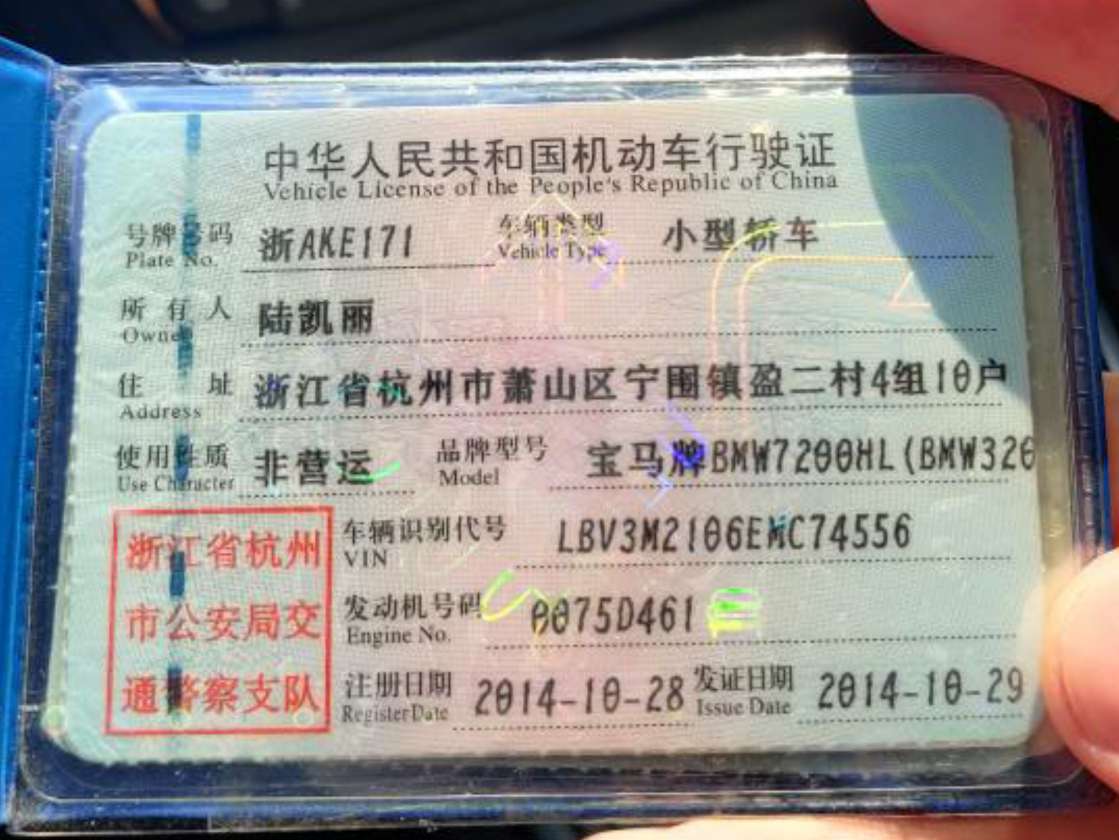 中华人民共和国机动车行驶证
Vehicle License of the People's Republic of China
号牌号码 浙AKE171 车辆类型 小型轿车
Plate No. Vehicle Type
所有人 陆凯丽
Owner
住址 浙江省杭州市萧山区宁围镇盈二村4组10户
Address
使用性质 非营运 品牌型号 宝马牌BMW7200HL(BMW320
Use Character Model
浙江省杭州
市公安局交
通警察支队
车辆识别代号 LBV3M2106EMC74556
VIN
发动机号码 0075D461
Engine No.
注册日期 2014-10-28 发证日期 2014-10-29
Register Date Issue Date